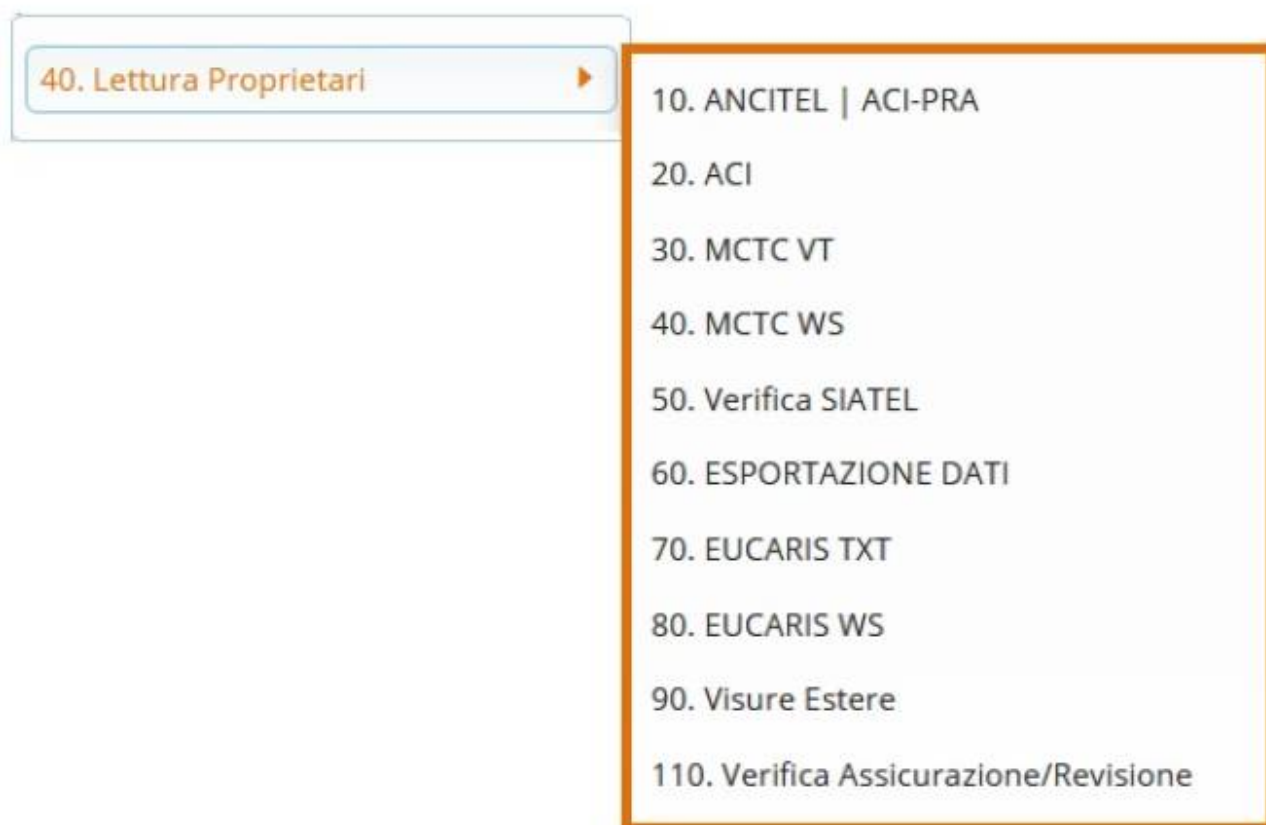 40. Lettura Proprietari
10. ANCITEL | ACI-PRA
20. ACI
30. MCTC VT
40. MCTC WS
50. Verifica SIATEL
60. ESPORTAZIONE DATI
70. EUCARIS TXT
80. EUCARIS WS
90. Visure Estere
110. Verifica Assicurazione/Revisione